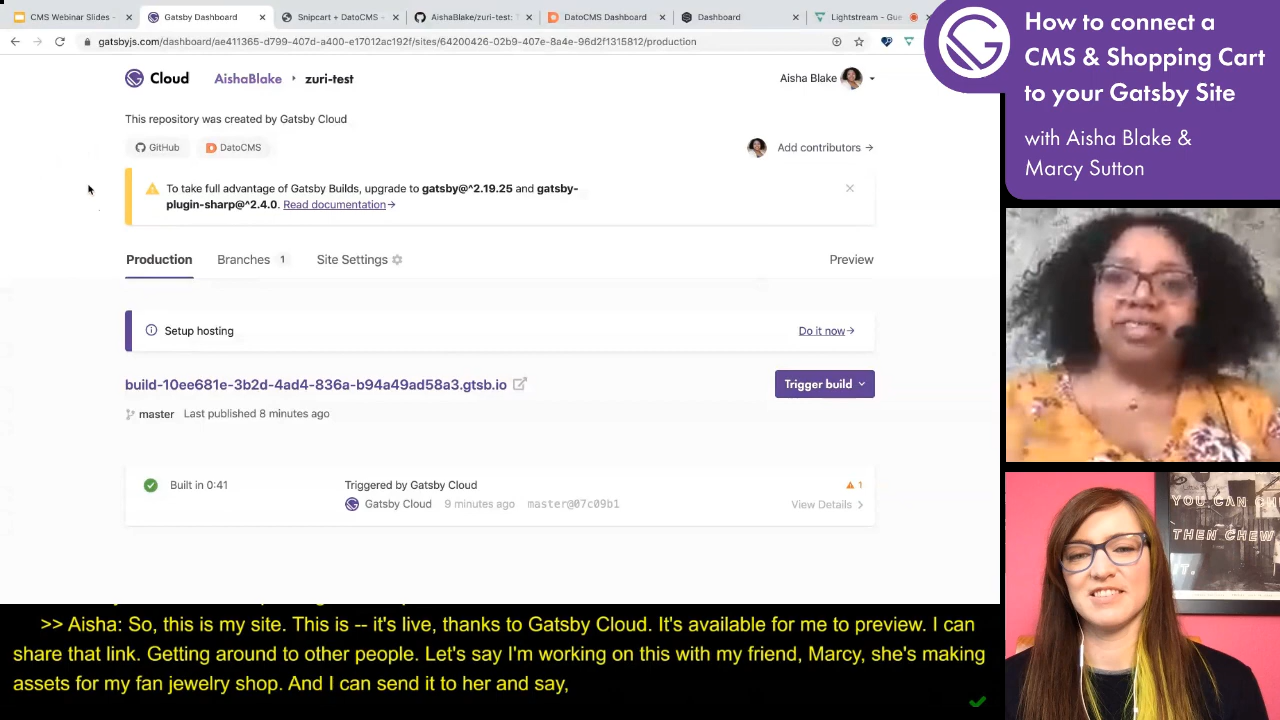 CMS Webinar Slides -
Gatsby Dashboard
Snipcart + DatoCMS -
AishaBlake/zuri-test:
DatoCMS Dashboard
Dashboard
Lightstream - Gue
gatsbyjs.com/dashboard/ae411365-d799-407d-a400-e17012ac192f/sites/64200426-02b9-407e-8a4e-96d2f1315812/production
How to connect a
CMS & Shopping Cart
to your Gatsby Site
with Aisha Blake &
Marcy Sutton
Cloud AishaBlake zuri-test
Aisha Blake
This repository was created by Gatsby Cloud
GitHub DatoCMS
Add contributors →
To take full advantage of Gatsby Builds, upgrade to gatsby@^2.19.25 and gatsby-
plugin-sharp@^2.4.0. Read documentation→
Production Branches 1 Site Settings Preview
Setup hosting Do it now→
build-10ee681e-3b2d-4ad4-836a-b94a49ad58a3.gtsb.io
Trigger build
master Last published 8 minutes ago
Built in 0:41 Triggered by Gatsby Cloud 1
Gatsby Cloud 9 minutes ago master@07c09b1 View Details
YOU CAN
THEN CHEW
IT.
>> Aisha: So, this is my site. This is -- it's live, thanks to Gatsby Cloud. It's available for me to preview. I can
share that link. Getting around to other people. Let's say I'm working on this with my friend, Marcy, she's making
assets for my fan jewelry shop. And I can send it to her and say,